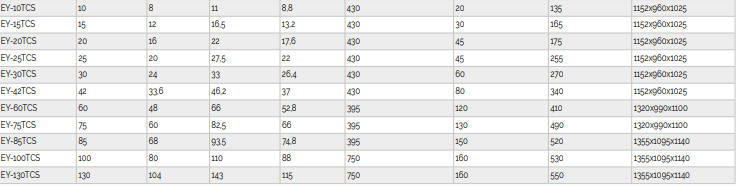 EY-10TCS 10 8 11 8,8 430 20 135 1152x960x1025
EY-15TCS 15 12 16,5 13,2 430 30 165 1152x960x1025
EY-20TCS 20 16 22 17,6 430 45 175 1152x960x1025
EY-25TCS 25 20 27,5 22 430 45 255 1152x960x1025
EY-30TCS 30 24 33 26,4 430 60 270 1152x960x1025
EY-42TCS 42 33,6 46,2 37 430 80 340 1152x960x1025
EY-60TCS 60 48 66 52,8 395 120 410 1320x990x1100
EY-75TCS 75 60 82,5 66 395 130 490 1320x990x1100
EY-85TCS 85 68 93,5 74,8 395 150 520 1355x1095x1140
EY-100TCS 100 80 110 88 750 160 530 1355x1095x1140
EY-130TCS 130 104 143 115 750 160 550 1355x1095x1140